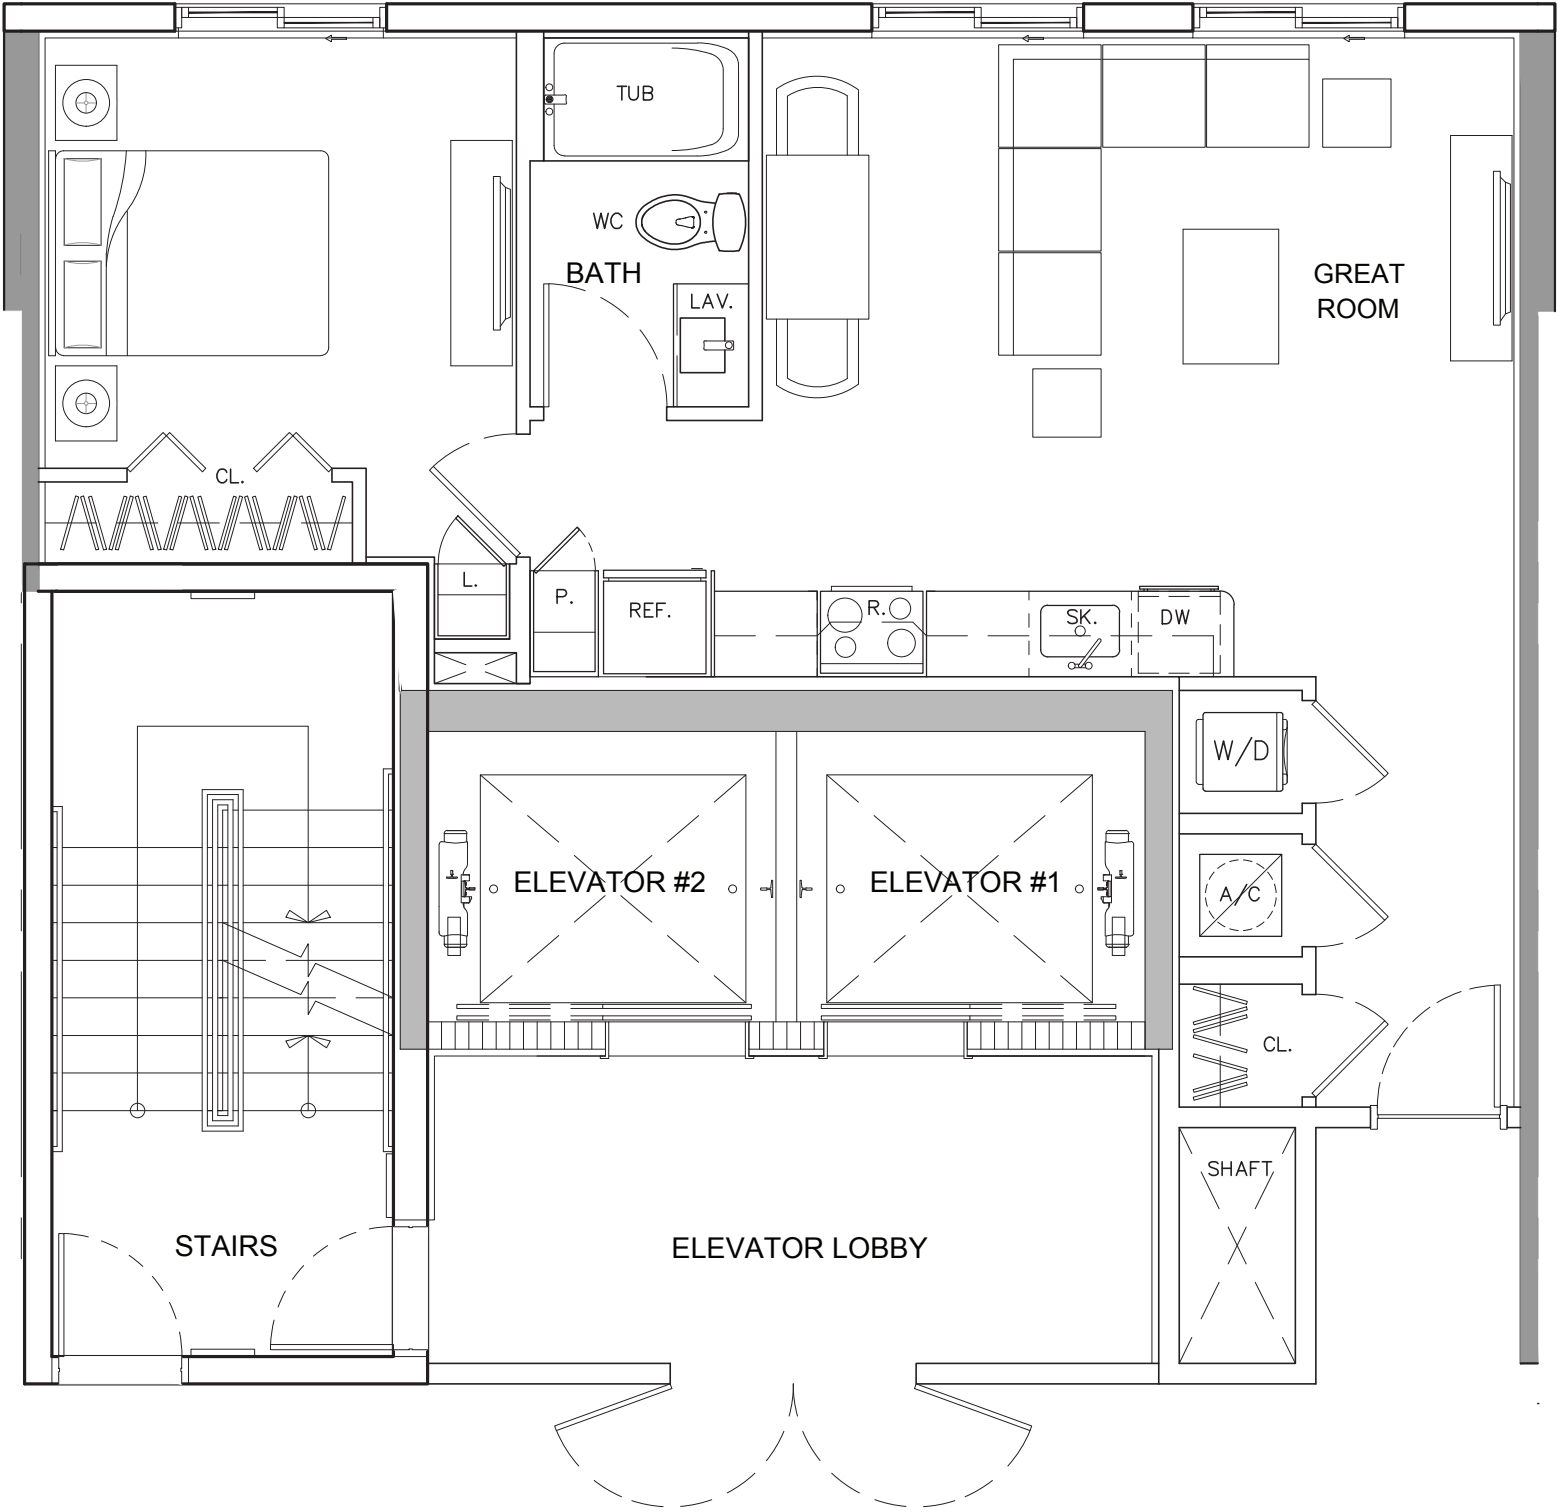 TUB
WC
BATH
LAV.
GREAT
ROOM
CL.
L.
P.
REF.
R.
SK.
DW
W/D
ELEVATOR #2
ELEVATOR #1
A/C
CL.
SHAFT
STAIRS
ELEVATOR LOBBY